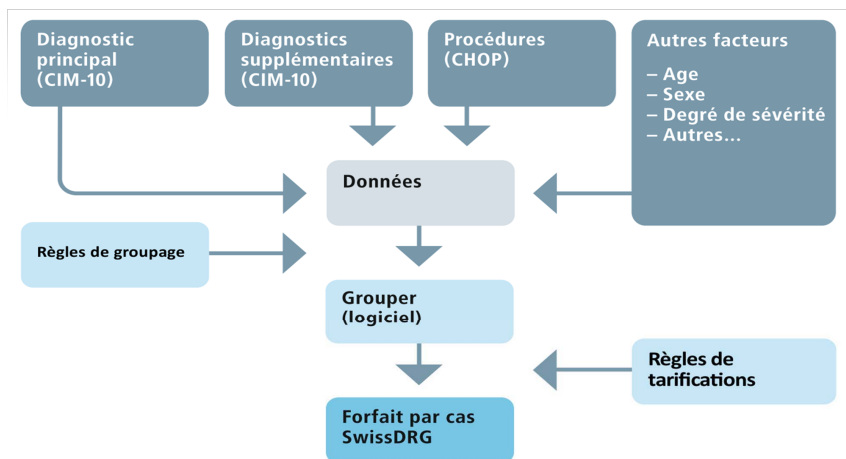 Diagnostic
principal
(CIM-10)
Diagnostics
supplémentaires
(CIM-10)
Procédures
(CHOP)
Autres facteurs
– Age
– Sexe
– Degré de sévérité
– Autres...
Données
Règles de groupage
Grouper
(logiciel)
Règles de
tarifications
Forfait par cas
SwissDRG